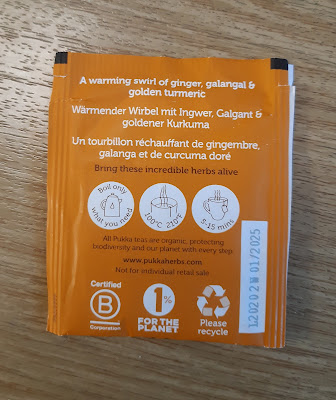 A warming swirl of ginger, galangal &
golden turmeric
Wärmender Wirbel mit Ingwer, Galgant &
goldener Kurkuma
Un tourbillon réchauffant de gingembre,
galanga et de curcuma doré
Bring these incredible herbs alive
Boil only
what you need
100°C 210°F
5-15 mins
All Pukka teas are organic, protecting
biodiversity and our planet with every step
www.pukkaherbs.com
Not for individual retail sale
Certified
B
Corporation
1%
FOR THE
PLANET
Please
recycle
01/2025